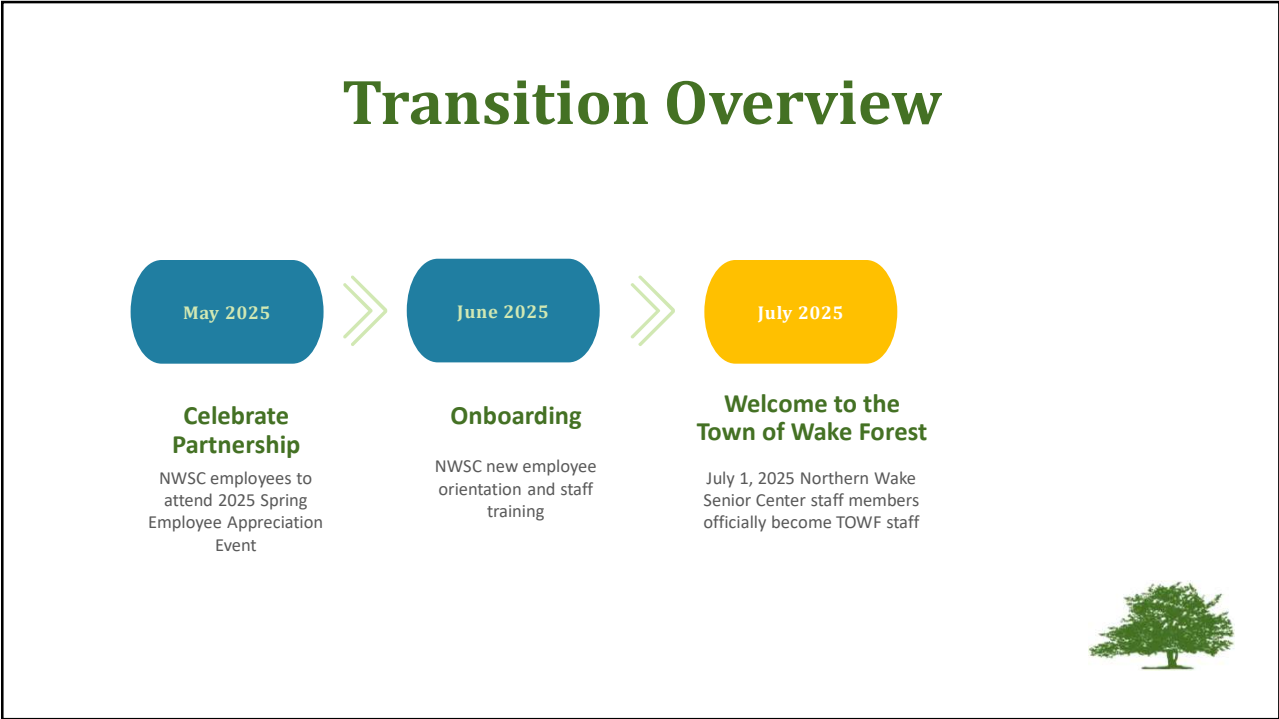 Transition Overview
May 2025
June 2025
July 2025
Celebrate
Partnership
NWSC employees to
attend 2025 Spring
Employee Appreciation
Event
Onboarding
NWSC new employee
orientation and staff
training
Welcome to the
Town of Wake Forest
July 1, 2025 Northern Wake
Senior Center staff members
officially become TOWF staff